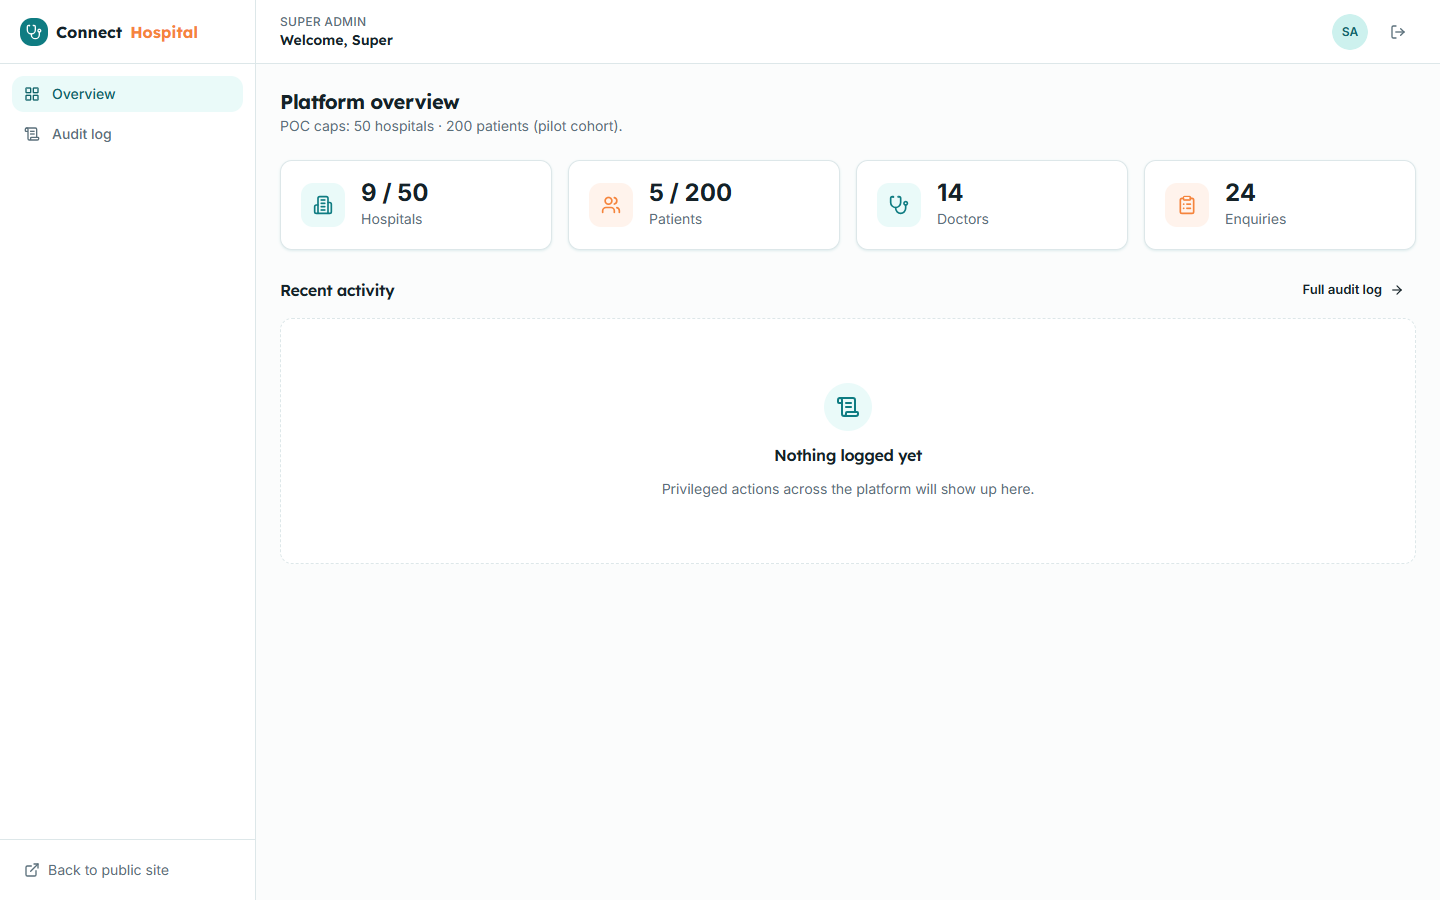 Connect Hospital
SUPER ADMIN
Welcome, Super
SA
Overview
Audit log
Platform overview
POC caps: 50 hospitals · 200 patients (pilot cohort).
9 / 50
Hospitals
5 / 200
Patients
14
Doctors
24
Enquiries
Recent activity
Full audit log
Nothing logged yet
Privileged actions across the platform will show up here.
Back to public site